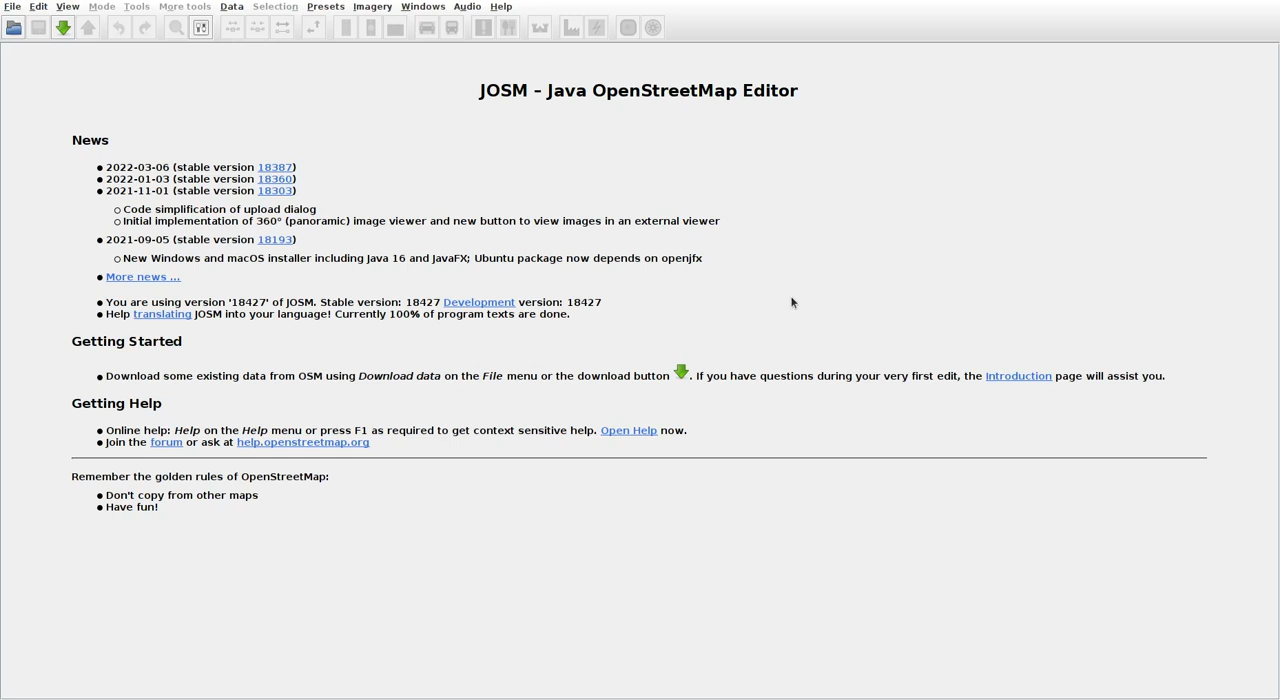 File Edit View Mode Tools More tools Data Selection Presets Imagery Windows Audio Help
JOSM – Java OpenStreetMap Editor
News
● 2022-03-06 (stable version 18387)
● 2022-01-03 (stable version 18360)
● 2021-11-01 (stable version 18303)
○ Code simplification of upload dialog
○ Initial implementation of 360° (panoramic) image viewer and new button to view images in an external viewer
● 2021-09-05 (stable version 18193)
○ New Windows and macOS installer including Java 16 and JavaFX; Ubuntu package now depends on openjfx
● More news ...
● You are using version '18427' of JOSM. Stable version: 18427 Development version: 18427
● Help translating JOSM into your language! Currently 100% of program texts are done.
Getting Started
● Download some existing data from OSM using Download data on the File menu or the download button . If you have questions during your very first edit, the Introduction page will assist you.
Getting Help
● Online help: Help on the Help menu or press F1 as required to get context sensitive help. Open Help now.
● Join the forum or ask at help.openstreetmap.org
Remember the golden rules of OpenStreetMap:
● Don't copy from other maps
● Have fun!